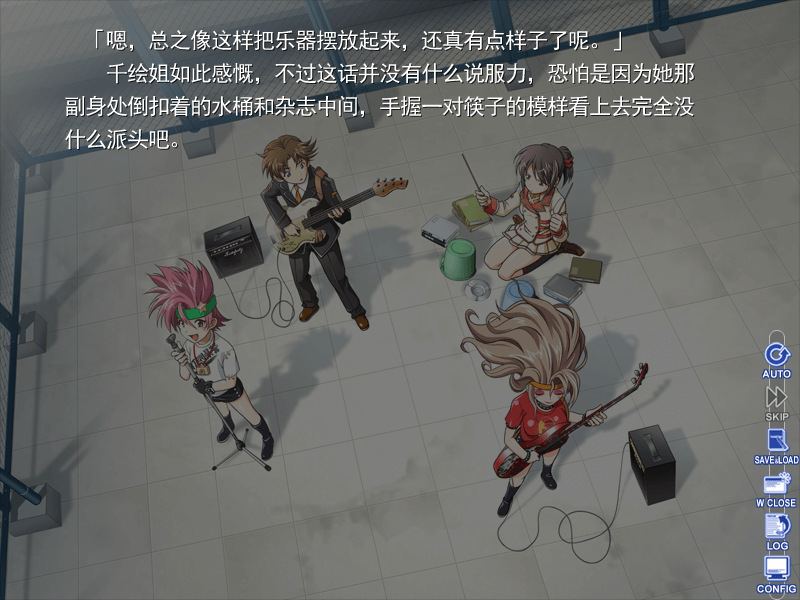 「嗯，总之像这样把乐器摆放起来，还真有点样子了呢。」
千绘姐如此感慨，不过这话并没有什么说服力，恐怕是因为她那
副身处倒扣着的水桶和杂志中间，手握一对筷子的模样看上去完全没
什么派头吧。
AUTO
SKIP
SAVE&LOAD
W CLOSE
LOG
CONFIG